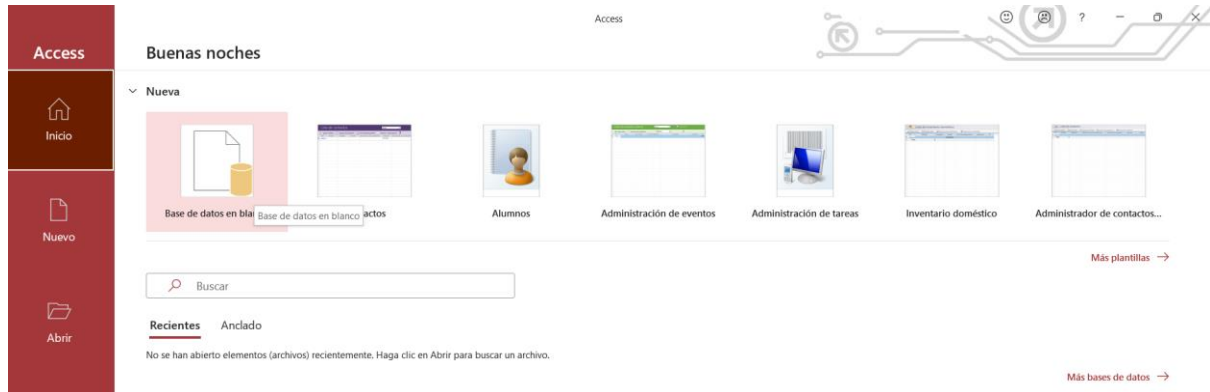 Access
Access
Buenas noches
Nueva
Inicio
Base de datos en bla
Base de datos en blanco
actos
Alumnos
Administración de eventos
Administración de tareas
Inventario doméstico
Administrador de contactos...
Nuevo
Más plantillas
Buscar
Abrir
Recientes Anclado
No se han abierto elementos (archivos) recientemente. Haga clic en Abrir para buscar un archivo.
Más bases de datos